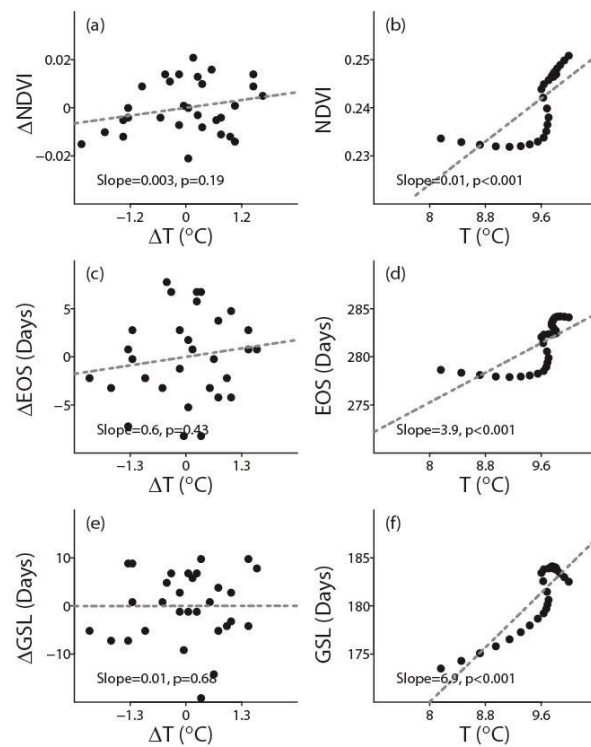 (a)
ΔNDVI
0.02
0
-0.02
Slope=0.003, p=0.19
-1.2 0 1.2
ΔT (°C)
(b)
NDVI
0.25
0.24
0.23
Slope=0.01, p<0.001
8 8.8 9.6
T (°C)
(c)
ΔEOS (Days)
5
0
-5
Slope=0.6, p=0.43
-1.3 0 1.3
ΔT (°C)
(d)
EOS (Days)
285
280
275
Slope=3.9, p<0.001
8 8.8 9.6
T (°C)
(e)
ΔGSL (Days)
10
0
-10
Slope=0.01, p=0.68
-1.3 0 1.3
ΔT (°C)
(f)
GSL (Days)
185
180
175
Slope=6.9, p<0.001
8 8.8 9.6
T (°C)